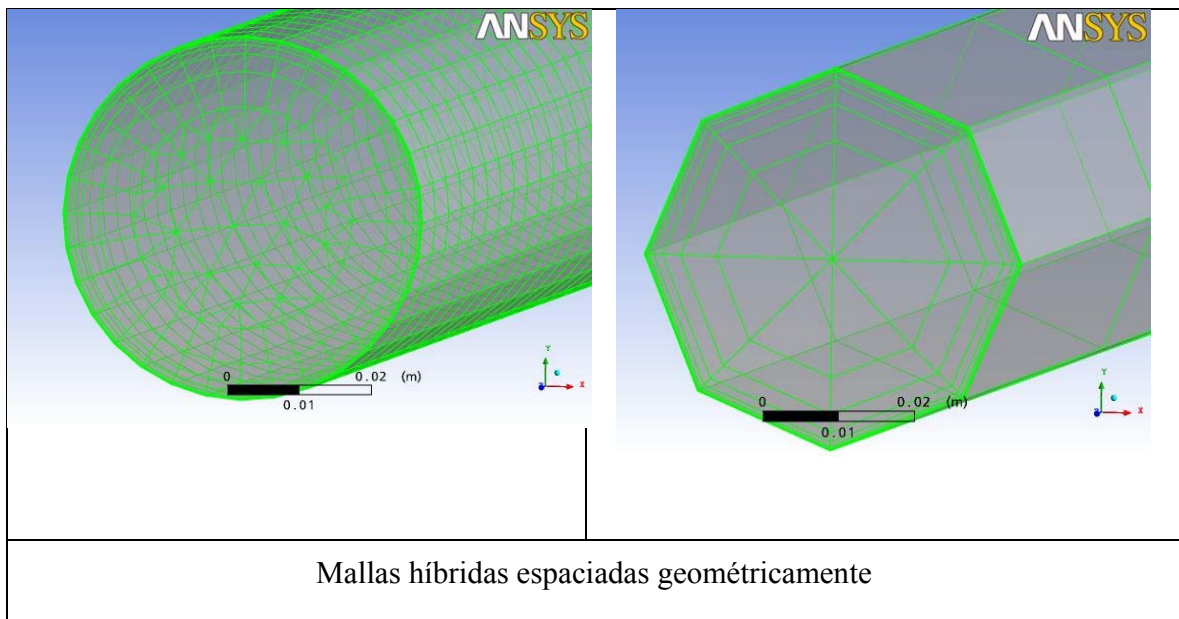 ANSYS
ANSYS
0 0.02 (m)
0.01
Y
X
Z
0 0.02 (m)
0.01
Y
X
Z
Mallas híbridas espaciadas geométricamente